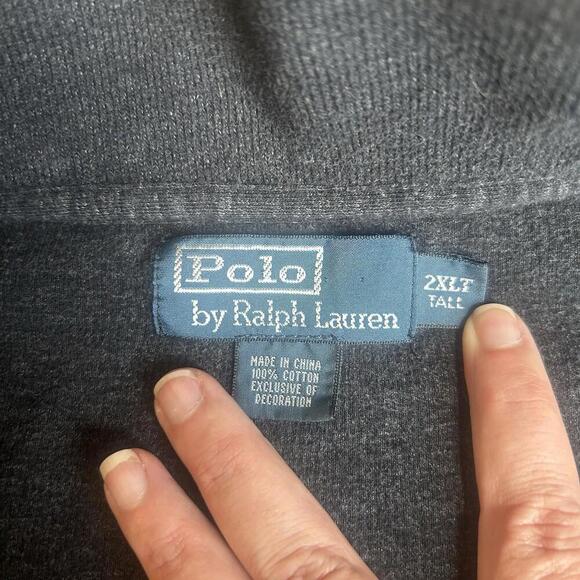 Polo
by Ralph Lauren
2XLT
TALL
MADE IN CHINA
100% COTTON
EXCLUSIVE OF
DECORATION